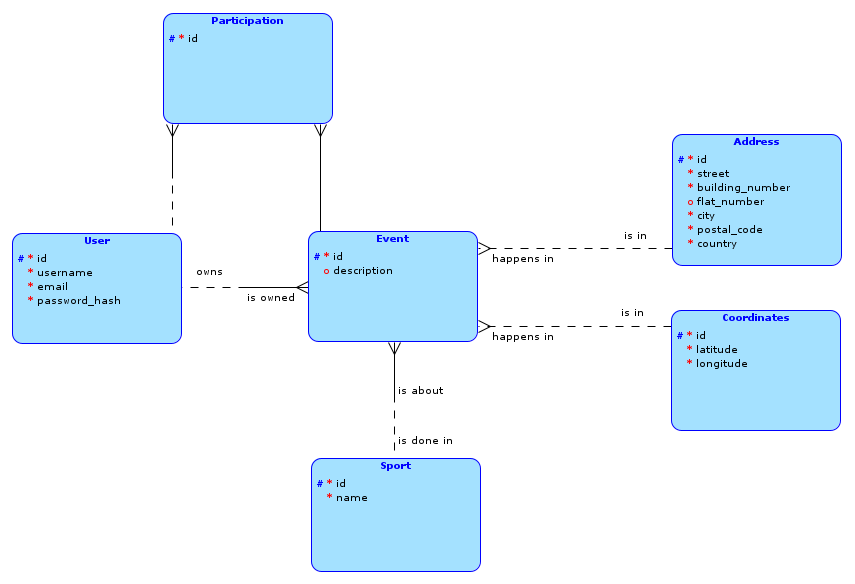 Participation
# * id
Address
# * id
* street
* building_number
o flat_number
* city
* postal_code
* country
User
# * id
* username
* email
* password_hash
owns
is owned
Event
# * id
o description
is in
happens in
is in
happens in
Coordinates
# * id
* latitude
* longitude
is about
is done in
Sport
# * id
* name